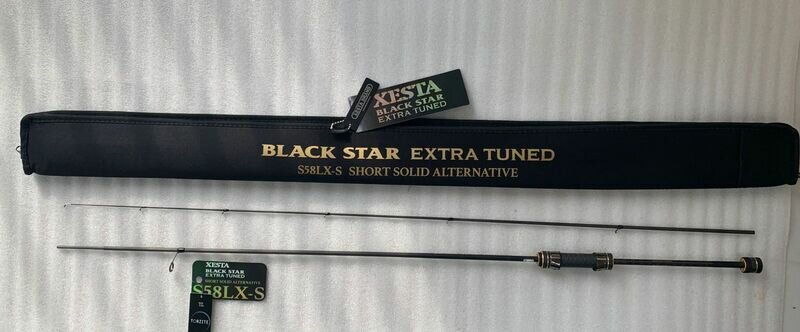 XESTA
BLACK STAR
EXTRA TUNED
BLACK STAR EXTRA TUNED
S58LX-S SHORT SOLID ALTERNATIVE
XESTA
BLACK STAR
EXTRA TUNED
SHORT SOLID ALTERNATIVE
S58LX-S
TORZITE